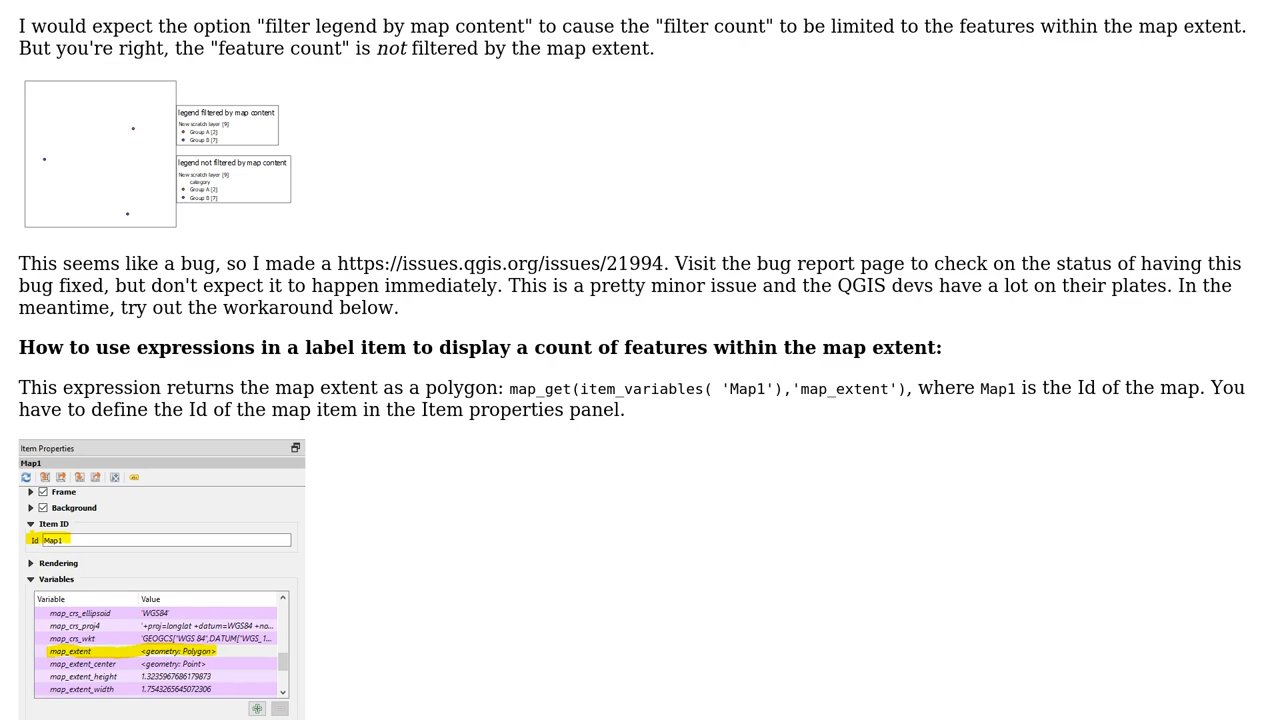 I would expect the option "filter legend by map content" to cause the "filter count" to be limited to the features within the map extent.
But you're right, the "feature count" is not filtered by the map extent.
legend filtered by map content
New scratch layer [9]
Group A [2]
Group B [7]
legend not filtered by map content
New scratch layer [9]
category
Group A [2]
Group B [7]
This seems like a bug, so I made a https://issues.qgis.org/issues/21994. Visit the bug report page to check on the status of having this
bug fixed, but don't expect it to happen immediately. This is a pretty minor issue and the QGIS devs have a lot on their plates. In the
meantime, try out the workaround below.
How to use expressions in a label item to display a count of features within the map extent:
This expression returns the map extent as a polygon: map_get(item_variables( 'Map1'),'map_extent'), where Map1 is the Id of the map. You
have to define the Id of the map item in the Item properties panel.
Item Properties
Map1
Frame
Background
Item ID
Id Map1
Rendering
Variables
Variable Value
map_crs_ellipsoid 'WGS84'
map_crs_proj4 '+proj=longlat +datum=WGS84 +no...
map_crs_wkt 'GEOGCS["WGS 84",DATUM["WGS_1...
map_extent <geometry: Polygon>
map_extent_center <geometry: Point>
map_extent_height 1.3235967686179873
map_extent_width 1.7543265645072306